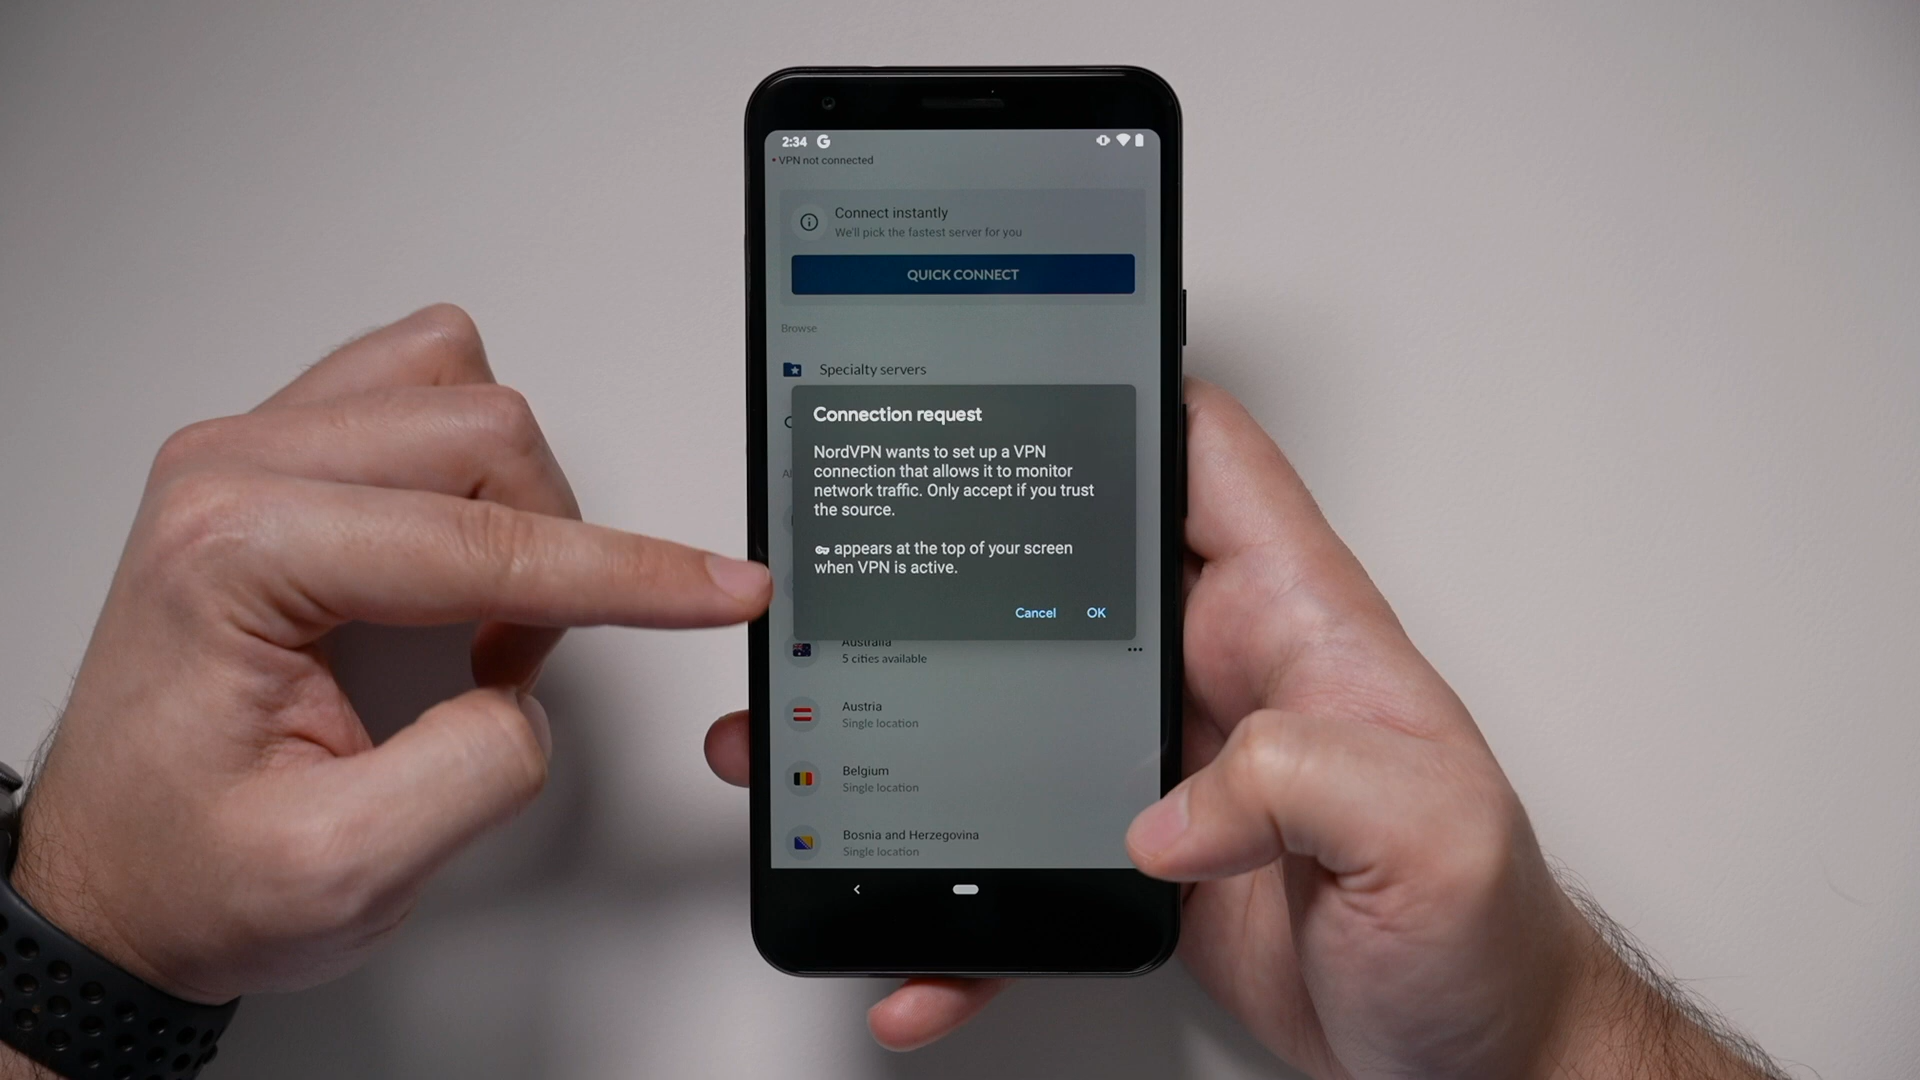 2:34
VPN not connected
Connect instantly
We'll pick the fastest server for you
QUICK CONNECT
Browse
Specialty servers
Connection request
NordVPN wants to set up a VPN
connection that allows it to monitor
network traffic. Only accept if you trust
the source.
appears at the top of your screen
when VPN is active.
Cancel OK
Australia
5 cities available
Austria
Single location
Belgium
Single location
Bosnia and Herzegovina
Single location